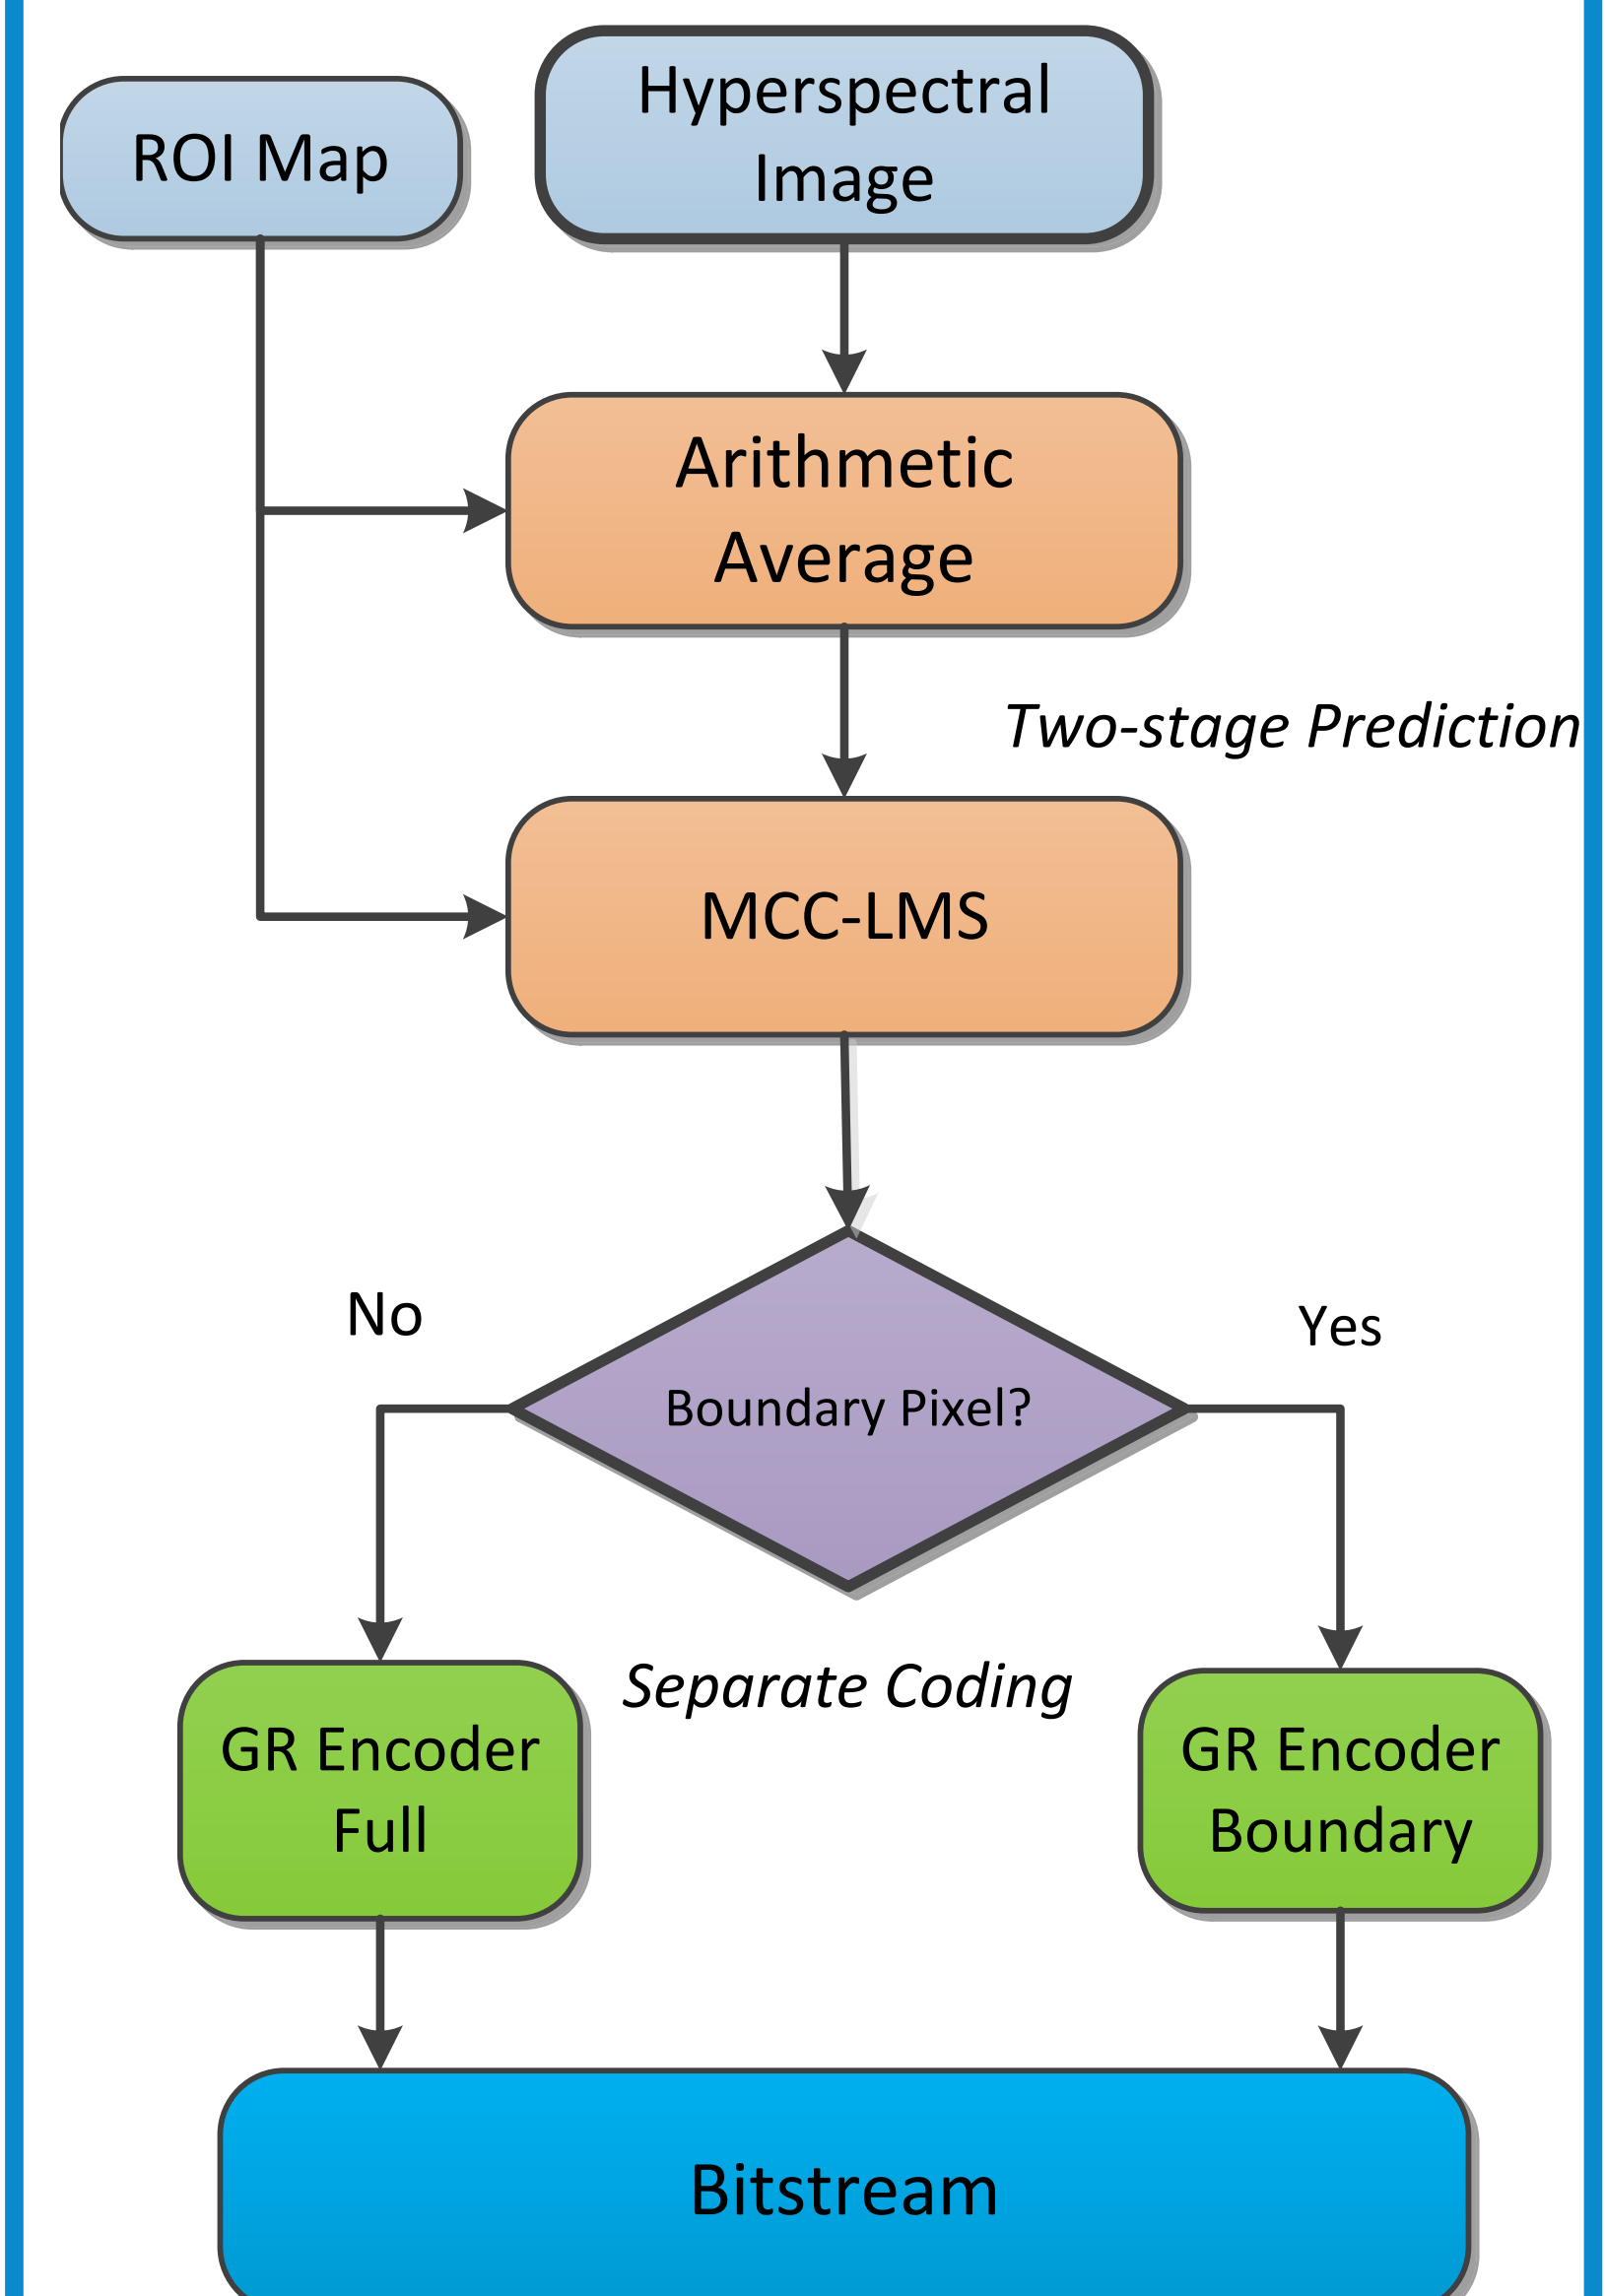 ROI Map
Hyperspectral
Image
Arithmetic
Average
Two-stage Prediction
MCC-LMS
No
Yes
Boundary Pixel?
Separate Coding
GR Encoder
Full
GR Encoder
Boundary
Bitstream